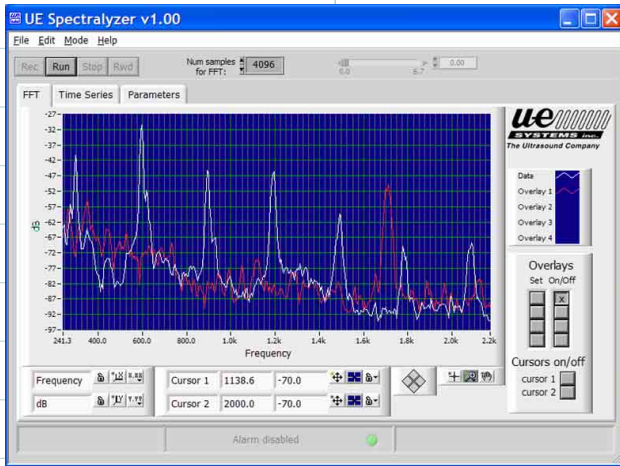 UE Spectralyzer v1.00
File Edit Mode Help
Rec Run Stop Rwd
Num samples for FFT: 4096
0.0 6.7 0.00
FFT Time Series Parameters
-27
-32
-37
-42
-47
-52
-57
-62
-67
-72
-77
-82
-87
-92
-97
dB
241.3 400.0 600.0 800.0 1.0k 1.2k 1.4k 1.6k 1.8k 2.0k 2.2k
Frequency
ue
SYSTEMS inc.
The Ultrasound Company
Data
Overlay 1
Overlay 2
Overlay 3
Overlay 4
Overlays
Set On/Off
X
Cursors on/off
cursor 1
cursor 2
Frequency
dB
Cursor 1 1138.6 -70.0
Cursor 2 2000.0 -70.0
Alarm disabled